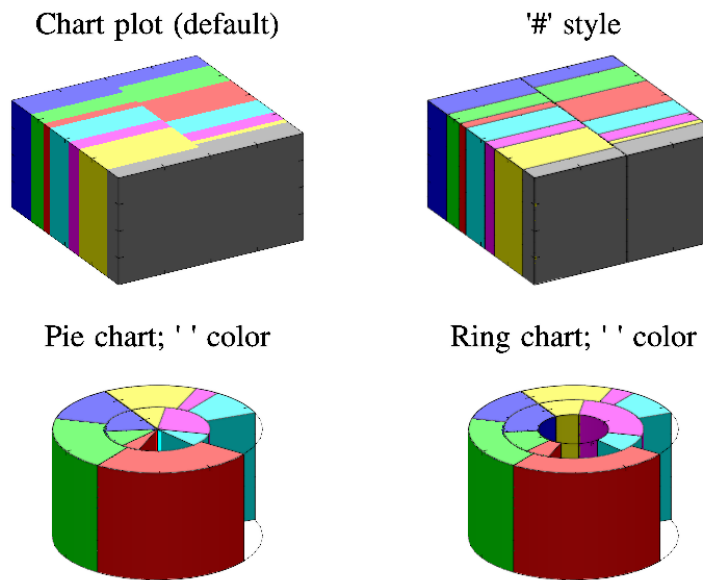 Chart plot (default)
'#' style
Pie chart; ' ' color
Ring chart; ' ' color